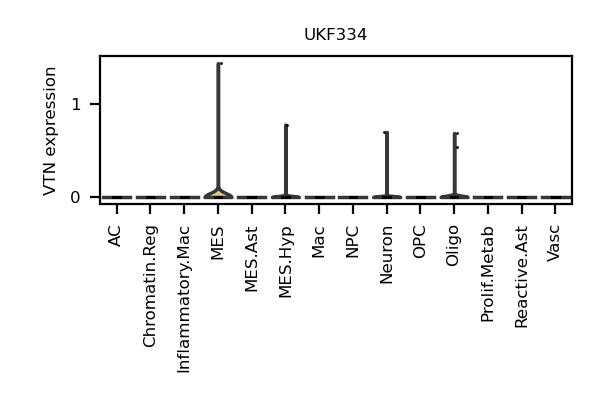 UKF334
VTN expression
1
0
AC
Chromatin.Reg
Inflammatory.Mac
MES
MES.Ast
MES.Hyp
Mac
NPC
Neuron
OPC
Oligo
Prolif.Metab
Reactive.Ast
Vasc